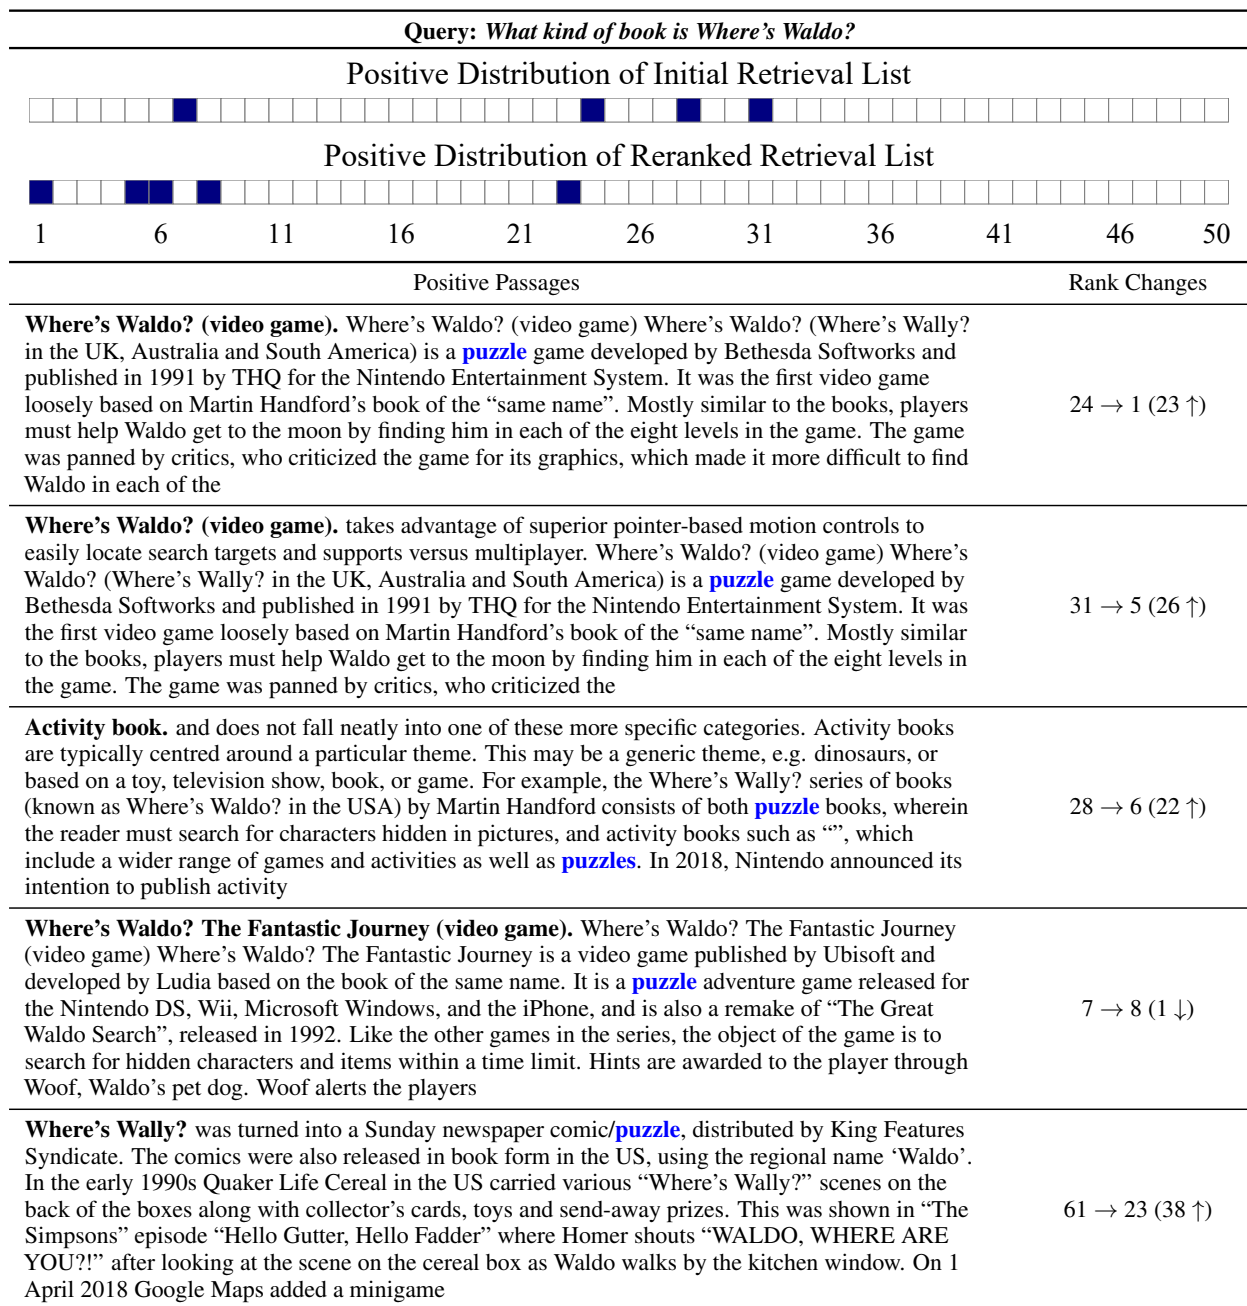 Query: What kind of book is Where's Waldo?
Positive Distribution of Initial Retrieval List
Positive Distribution of Reranked Retrieval List
1 6 11 16 21 26 31 36 41 46 50
Positive Passages Rank Changes
Where's Waldo? (video game). Where's Waldo? (video game) Where's Waldo? (Where's Wally?
in the UK, Australia and South America) is a puzzle game developed by Bethesda Softworks and
published in 1991 by THQ for the Nintendo Entertainment System. It was the first video game
loosely based on Martin Handford's book of the “same name”. Mostly similar to the books, players
must help Waldo get to the moon by finding him in each of the eight levels in the game. The game
was panned by critics, who criticized the game for its graphics, which made it more difficult to find
Waldo in each of the
24 → 1 (23 ↑)
Where's Waldo? (video game). takes advantage of superior pointer-based motion controls to
easily locate search targets and supports versus multiplayer. Where's Waldo? (video game) Where's
Waldo? (Where's Wally? in the UK, Australia and South America) is a puzzle game developed by
Bethesda Softworks and published in 1991 by THQ for the Nintendo Entertainment System. It was
the first video game loosely based on Martin Handford's book of the “same name”. Mostly similar
to the books, players must help Waldo get to the moon by finding him in each of the eight levels in
the game. The game was panned by critics, who criticized the
31 → 5 (26 ↑)
Activity book. and does not fall neatly into one of these more specific categories. Activity books
are typically centred around a particular theme. This may be a generic theme, e.g. dinosaurs, or
based on a toy, television show, book, or game. For example, the Where's Wally? series of books
(known as Where's Waldo? in the USA) by Martin Handford consists of both puzzle books, wherein
the reader must search for characters hidden in pictures, and activity books such as “”, which
include a wider range of games and activities as well as puzzles. In 2018, Nintendo announced its
intention to publish activity
28 → 6 (22 ↑)
Where's Waldo? The Fantastic Journey (video game). Where's Waldo? The Fantastic Journey
(video game) Where's Waldo? The Fantastic Journey is a video game published by Ubisoft and
developed by Ludia based on the book of the same name. It is a puzzle adventure game released for
the Nintendo DS, Wii, Microsoft Windows, and the iPhone, and is also a remake of “The Great
Waldo Search”, released in 1992. Like the other games in the series, the object of the game is to
search for hidden characters and items within a time limit. Hints are awarded to the player through
Woof, Waldo's pet dog. Woof alerts the players
7 → 8 (1 ↓)
Where's Wally? was turned into a Sunday newspaper comic/puzzle, distributed by King Features
Syndicate. The comics were also released in book form in the US, using the regional name ‘Waldo’.
In the early 1990s Quaker Life Cereal in the US carried various “Where's Wally?” scenes on the
back of the boxes along with collector's cards, toys and send-away prizes. This was shown in “The
Simpsons” episode “Hello Gutter, Hello Fadder” where Homer shouts “WALDO, WHERE ARE
YOU?!” after looking at the scene on the cereal box as Waldo walks by the kitchen window. On 1
April 2018 Google Maps added a minigame
61 → 23 (38 ↑)